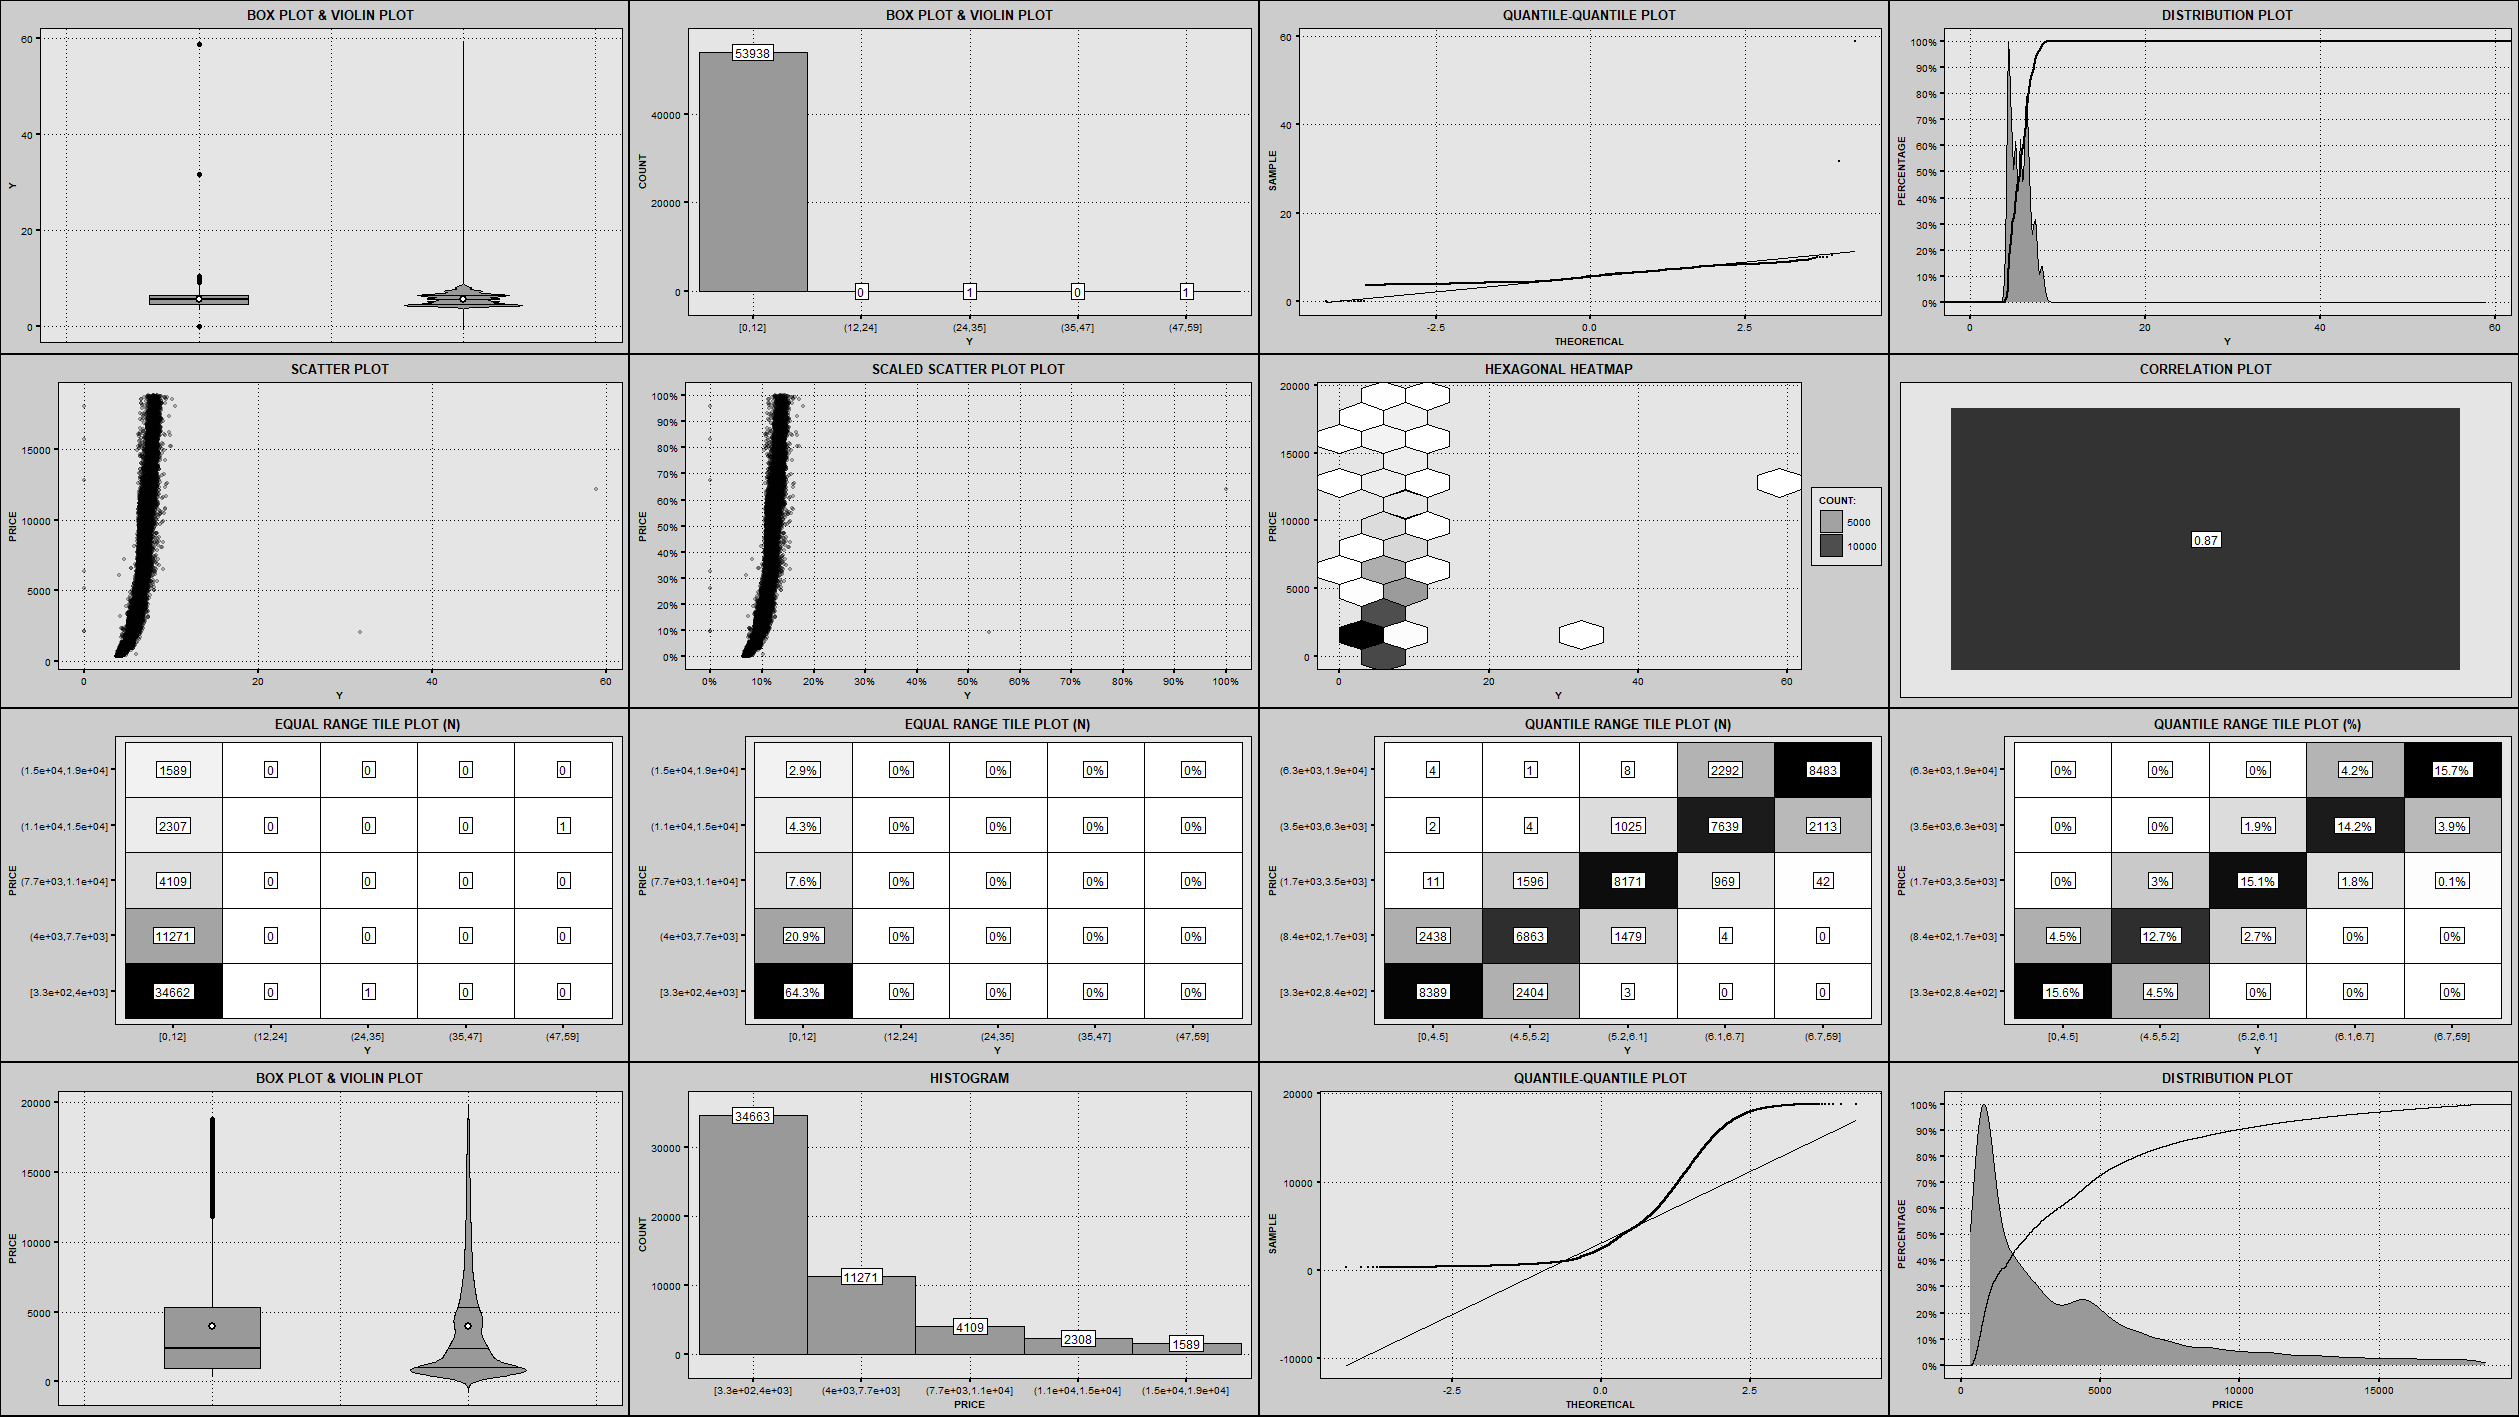 BOX PLOT & VIOLIN PLOT
60
40
20
0
Y
BOX PLOT & VIOLIN PLOT
53938
0
1
0
1
40000
20000
0
COUNT
[0,12]
(12,24]
(24,35]
(35,47]
(47,59]
Y
QUANTILE-QUANTILE PLOT
60
40
20
0
SAMPLE
-2.5
0.0
2.5
THEORETICAL
DISTRIBUTION PLOT
100%
90%
80%
70%
60%
50%
40%
30%
20%
10%
0%
PERCENTAGE
0
20
40
60
Y
SCATTER PLOT
15000
10000
5000
0
PRICE
0
20
40
60
Y
SCALED SCATTER PLOT PLOT
100%
90%
80%
70%
60%
50%
40%
30%
20%
10%
0%
PRICE
0%
10%
20%
30%
40%
50%
60%
70%
80%
90%
100%
Y
HEXAGONAL HEATMAP
20000
15000
10000
5000
0
PRICE
0
20
40
60
Y
COUNT:
5000
10000
CORRELATION PLOT
0.87
EQUAL RANGE TILE PLOT (N)
PRICE
(1.5e+04,1.9e+04] 1589 0 0 0 0
(1.1e+04,1.5e+04] 2307 0 0 0 1
(7.7e+03,1.1e+04] 4109 0 0 0 0
(4e+03,7.7e+03] 11271 0 0 0 0
[3.3e+02,4e+03] 34662 0 1 0 0
[0,12] (12,24] (24,35] (35,47] (47,59]
Y
EQUAL RANGE TILE PLOT (N)
PRICE
(1.5e+04,1.9e+04] 2.9% 0% 0% 0% 0%
(1.1e+04,1.5e+04] 4.3% 0% 0% 0% 0%
(7.7e+03,1.1e+04] 7.6% 0% 0% 0% 0%
(4e+03,7.7e+03] 20.9% 0% 0% 0% 0%
[3.3e+02,4e+03] 64.3% 0% 0% 0% 0%
[0,12] (12,24] (24,35] (35,47] (47,59]
Y
QUANTILE RANGE TILE PLOT (N)
PRICE
(6.3e+03,1.9e+04] 4 1 8 2292 8483
(3.5e+03,6.3e+03] 2 4 1025 7639 2113
(1.7e+03,3.5e+03] 11 1596 8171 969 42
(8.4e+02,1.7e+03] 2438 6863 1479 4 0
[3.3e+02,8.4e+02] 8389 2404 3 0 0
[0,4.5] (4.5,5.2] (5.2,6.1] (6.1,6.7] (6.7,59]
Y
QUANTILE RANGE TILE PLOT (%)
PRICE
(6.3e+03,1.9e+04] 0% 0% 0% 4.2% 15.7%
(3.5e+03,6.3e+03] 0% 0% 1.9% 14.2% 3.9%
(1.7e+03,3.5e+03] 0% 3% 15.1% 1.8% 0.1%
(8.4e+02,1.7e+03] 4.5% 12.7% 2.7% 0% 0%
[3.3e+02,8.4e+02] 15.6% 4.5% 0% 0% 0%
[0,4.5] (4.5,5.2] (5.2,6.1] (6.1,6.7] (6.7,59]
Y
BOX PLOT & VIOLIN PLOT
20000
15000
10000
5000
0
PRICE
HISTOGRAM
34663
11271
4109
2308
1589
30000
20000
10000
0
COUNT
[3.3e+02,4e+03]
(4e+03,7.7e+03]
(7.7e+03,1.1e+04]
(1.1e+04,1.5e+04]
(1.5e+04,1.9e+04]
PRICE
QUANTILE-QUANTILE PLOT
20000
10000
0
-10000
SAMPLE
-2.5
0.0
2.5
THEORETICAL
DISTRIBUTION PLOT
100%
90%
80%
70%
60%
50%
40%
30%
20%
10%
0%
PERCENTAGE
0
5000
10000
15000
PRICE